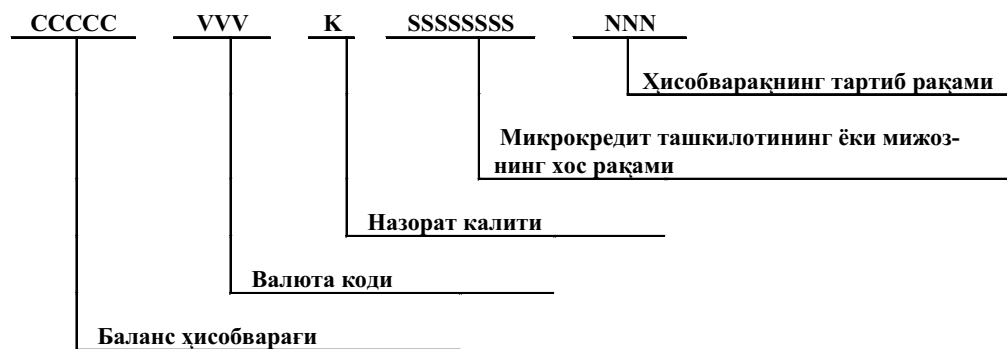 CCCCC VVV K SSSSSSSS NNN
Ҳисобварақнинг тартиб рақами
Микрокредит ташкилотининг ёки мижоз-
нинг хос рақами
Назорат калити
Валюта коди
Баланс ҳисобварағи